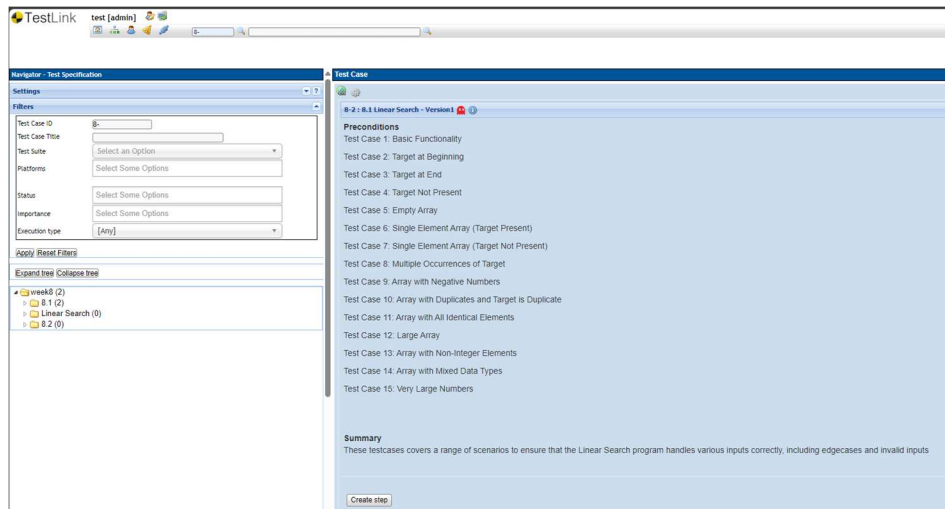 TestLink test [admin]
8-
Navigator - Test Specification
Settings
?
Filters
Test Case ID 8-
Test Case Title
Test Suite Select an Option
Platforms Select Some Options
Status Select Some Options
Importance Select Some Options
Execution type [Any]
Apply Reset Filters
Expand tree Collapse tree
week8 (2)
8.1 (2)
Linear Search (0)
8.2 (0)
Test Case
8-2 : 8.1 Linear Search - Version1
Preconditions
Test Case 1: Basic Functionality
Test Case 2: Target at Beginning
Test Case 3: Target at End
Test Case 4: Target Not Present
Test Case 5: Empty Array
Test Case 6: Single Element Array (Target Present)
Test Case 7: Single Element Array (Target Not Present)
Test Case 8: Multiple Occurrences of Target
Test Case 9: Array with Negative Numbers
Test Case 10: Array with Duplicates and Target is Duplicate
Test Case 11: Array with All Identical Elements
Test Case 12: Large Array
Test Case 13: Array with Non-Integer Elements
Test Case 14: Array with Mixed Data Types
Test Case 15: Very Large Numbers
Summary
These testcases covers a range of scenarios to ensure that the Linear Search program handles various inputs correctly, including edgecases and invalid inputs
Create step